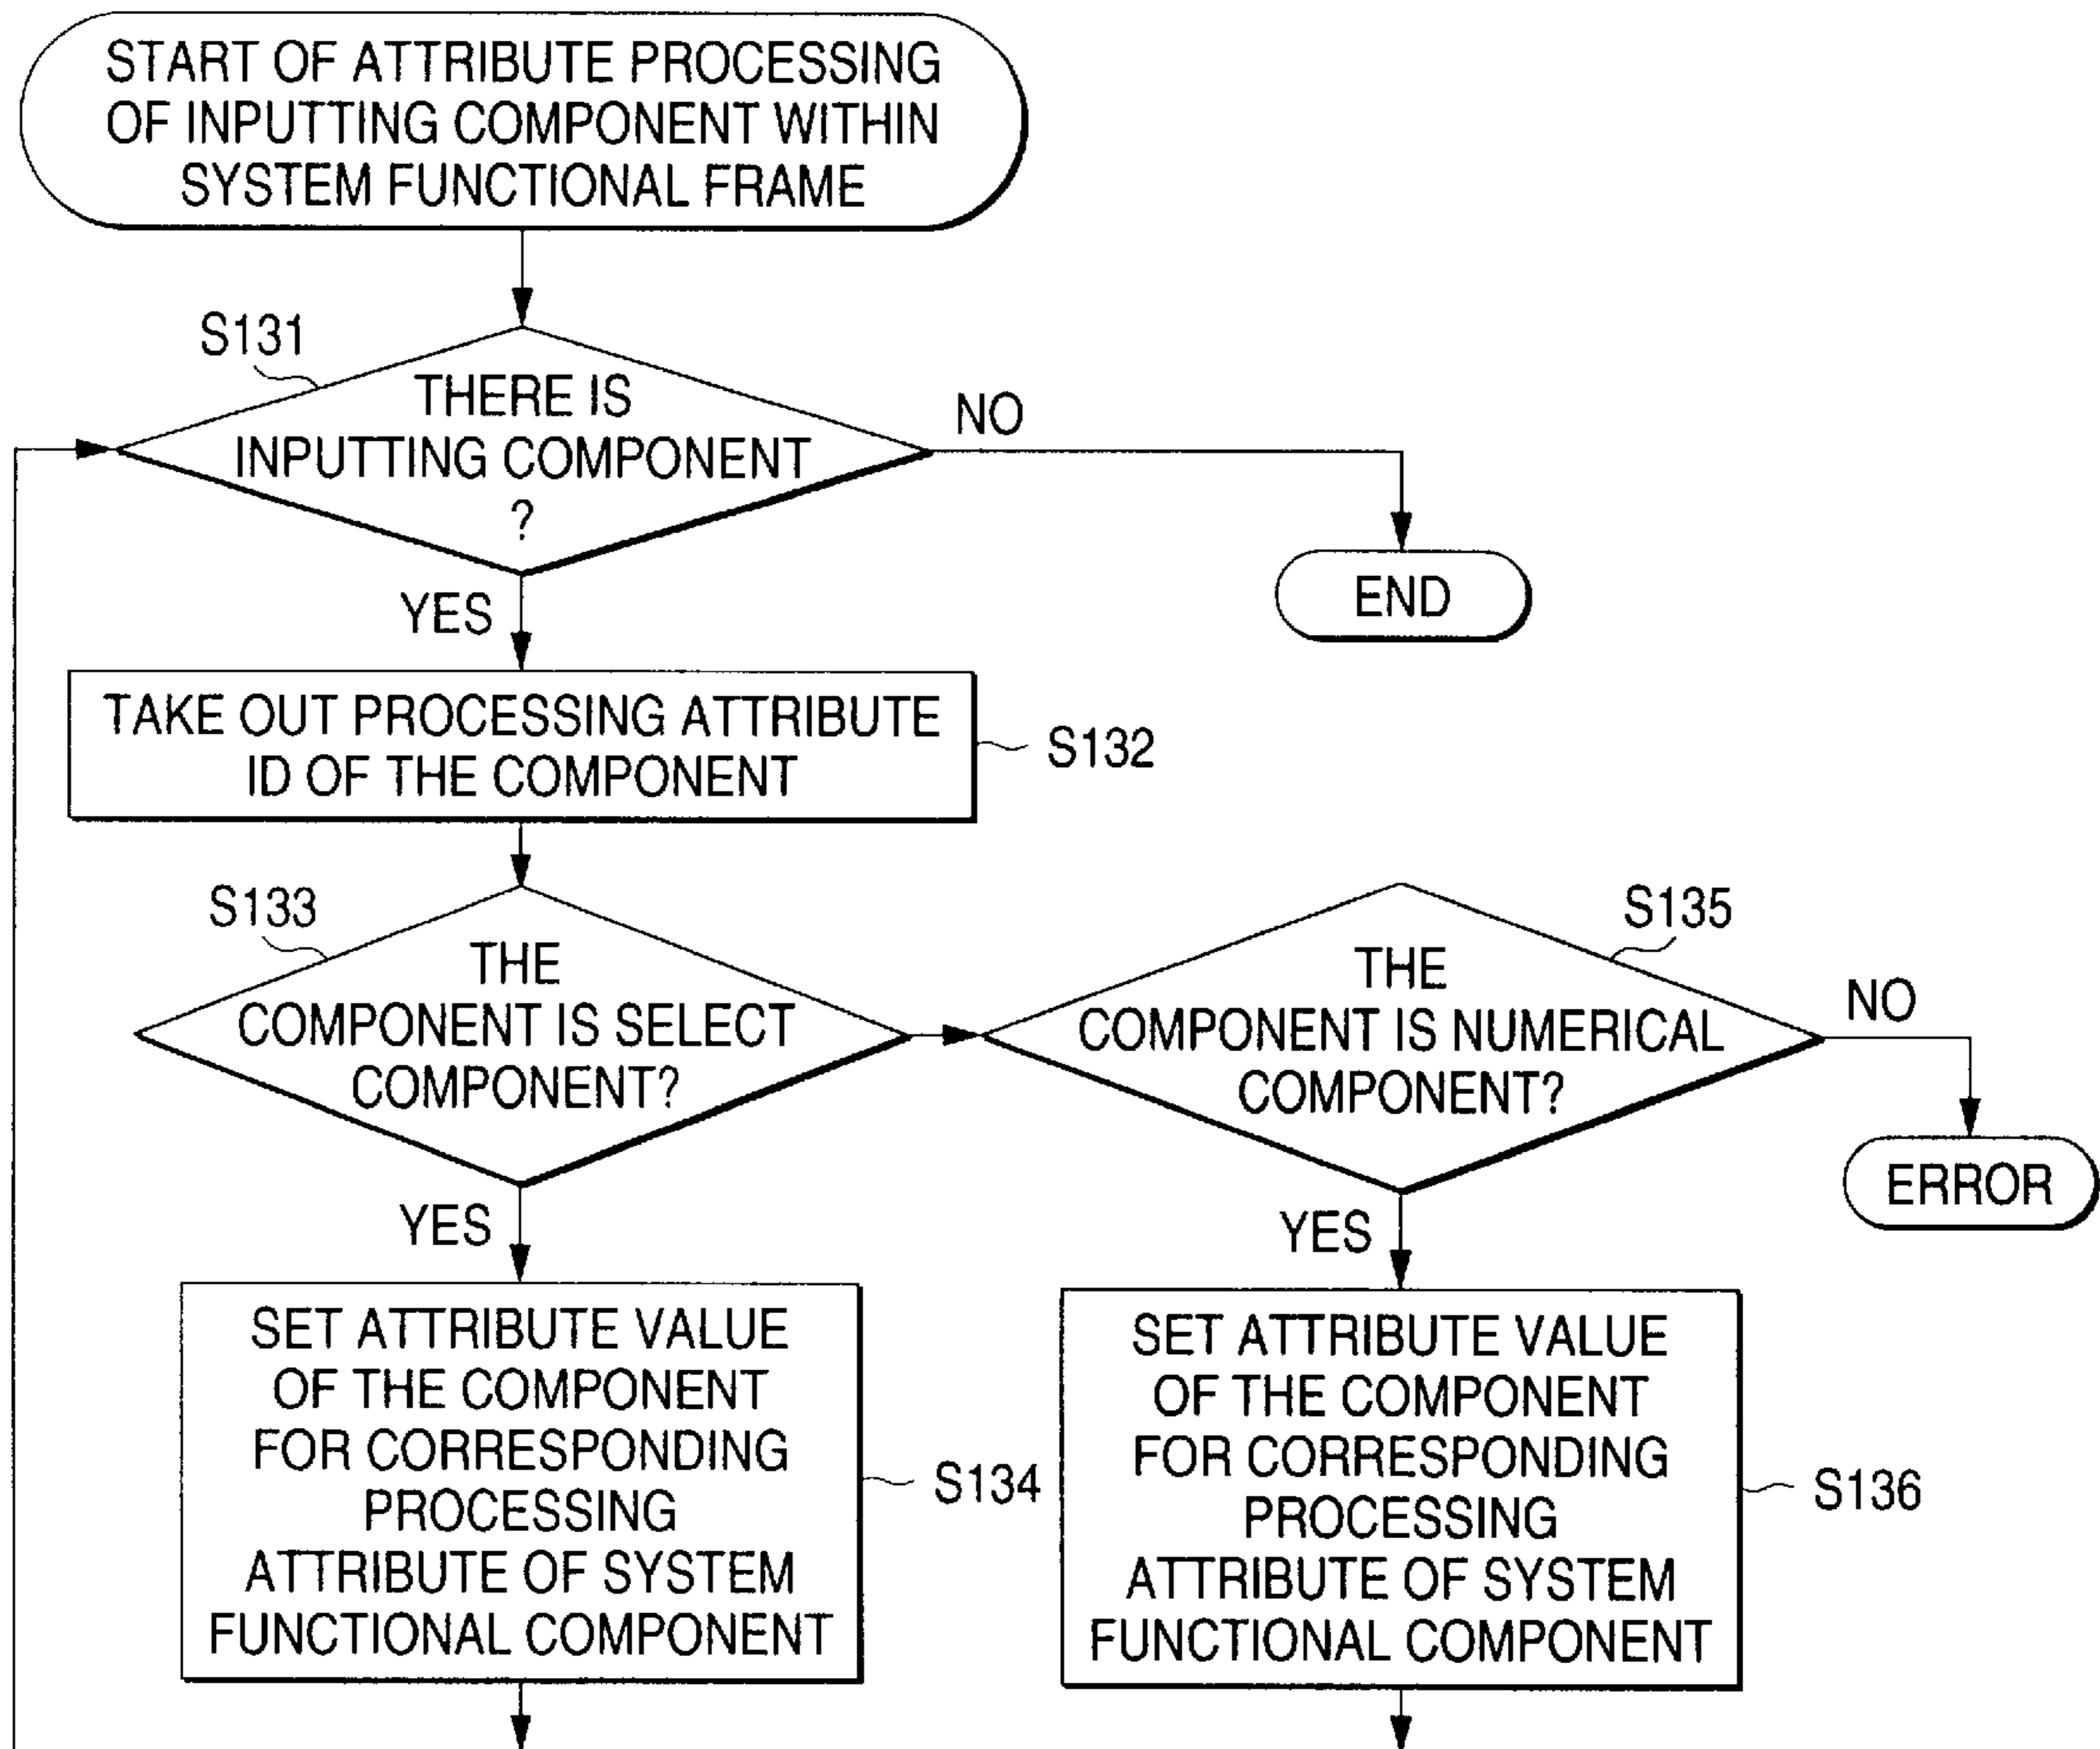 START OF ATTRIBUTE PROCESSING
OF INPUTTING COMPONENT WITHIN
SYSTEM FUNCTIONAL FRAME
S131
THERE IS
INPUTTING COMPONENT
?
NO
END
YES
TAKE OUT PROCESSING ATTRIBUTE
ID OF THE COMPONENT
S132
S133
THE
COMPONENT IS SELECT
COMPONENT?
S135
THE
COMPONENT IS NUMERICAL
COMPONENT?
NO
ERROR
YES
YES
SET ATTRIBUTE VALUE
OF THE COMPONENT
FOR CORRESPONDING
PROCESSING
ATTRIBUTE OF SYSTEM
FUNCTIONAL COMPONENT
S134
SET ATTRIBUTE VALUE
OF THE COMPONENT
FOR CORRESPONDING
PROCESSING
ATTRIBUTE OF SYSTEM
FUNCTIONAL COMPONENT
S136